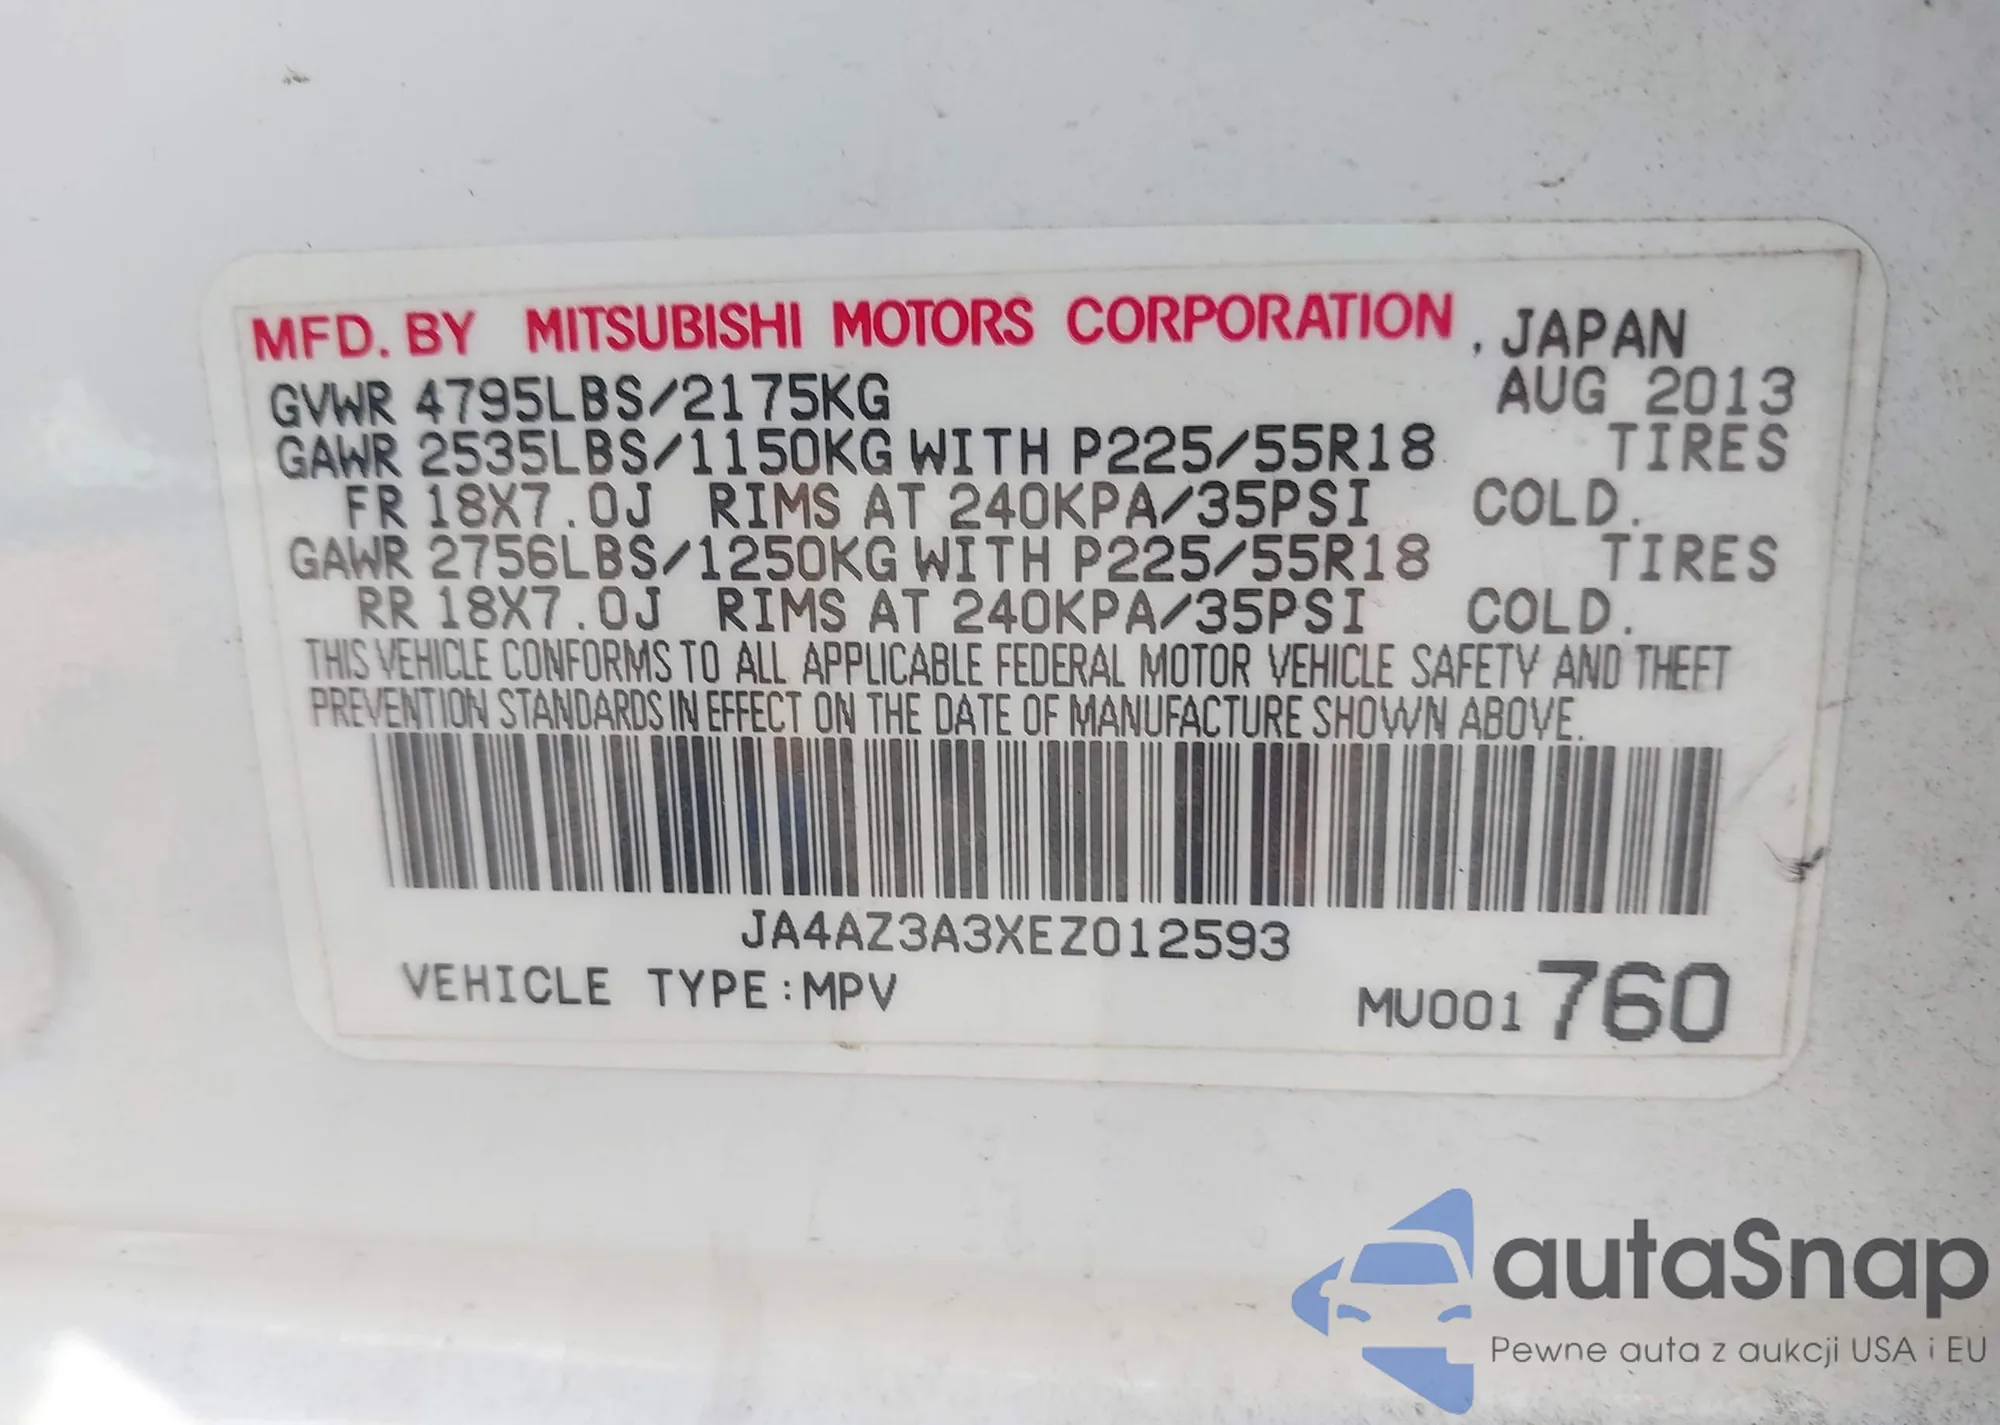 MFD. BY MITSUBISHI MOTORS CORPORATION , JAPAN
GVWR 4795LBS/2175KG AUG 2013
GAWR 2535LBS/1150KG WITH P225/55R18 TIRES
FR 18X7.0J RIMS AT 240KPA/35PSI COLD.
GAWR 2756LBS/1250KG WITH P225/55R18 TIRES
RR 18X7.0J RIMS AT 240KPA/35PSI COLD.
THIS VEHICLE CONFORMS TO ALL APPLICABLE FEDERAL MOTOR VEHICLE SAFETY AND THEFT
PREVENTION STANDARDS IN EFFECT ON THE DATE OF MANUFACTURE SHOWN ABOVE.
JA4AZ3A3XEZ012593
VEHICLE TYPE:MPV MU001 760
autaSnap
Pewne auta z aukcji USA i EU